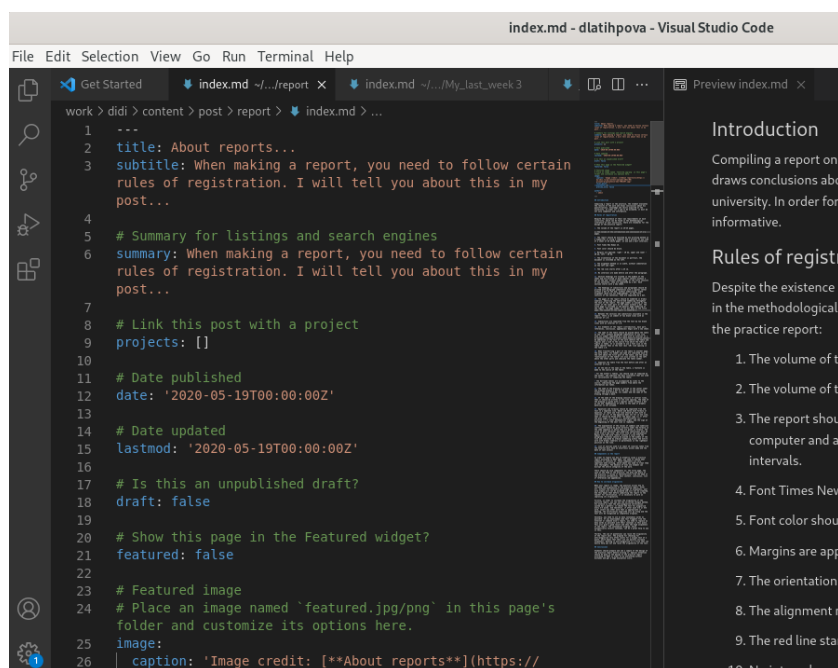 index.md - dlatihpova - Visual Studio Code
File Edit Selection View Go Run Terminal Help
Get Started index.md ~/.../report × index.md ~/.../My_last_week 3
work > didi > content > post > report > index.md > ...
1 ---
2 title: About reports...
3 subtitle: When making a report, you need to follow certain
rules of registration. I will tell you about this in my
post...
4
5 # Summary for listings and search engines
6 summary: When making a report, you need to follow certain
rules of registration. I will tell you about this in my
post...
7
8 # Link this post with a project
9 projects: []
10
11 # Date published
12 date: '2020-05-19T00:00:00Z'
13
14 # Date updated
15 lastmod: '2020-05-19T00:00:00Z'
16
17 # Is this an unpublished draft?
18 draft: false
19
20 # Show this page in the Featured widget?
21 featured: false
22
23 # Featured image
24 # Place an image named `featured.jpg/png` in this page's
folder and customize its options here.
25 image:
26 caption: 'Image credit: [**About reports**](https://
1
Preview index.md ×
Introduction
Compiling a report on
draws conclusions abo
university. In order for
informative.
Rules of registr
Despite the existence
in the methodological
the practice report:
1. The volume of t
2. The volume of t
3. The report shou
computer and a
intervals.
4. Font Times New
5. Font color shou
6. Margins are app
7. The orientation
8. The alignment
9. The red line sta